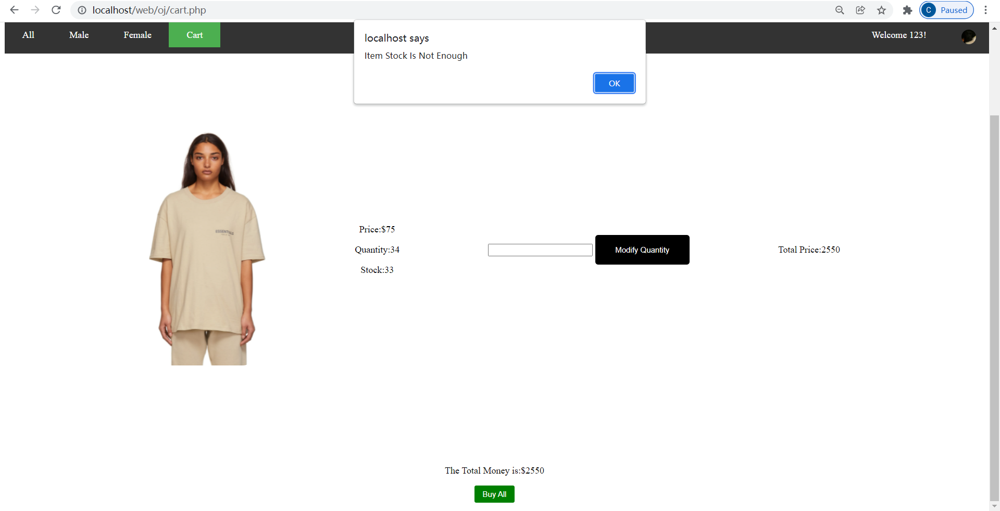 localhost/web/oj/cart.php
C Paused
All Male Female Cart Welcome 123!
localhost says
Item Stock Is Not Enough
OK
ESSENTIALS
Price:$75
Quantity:34 Modify Quantity Total Price:2550
Stock:33
The Total Money is:$2550
Buy All